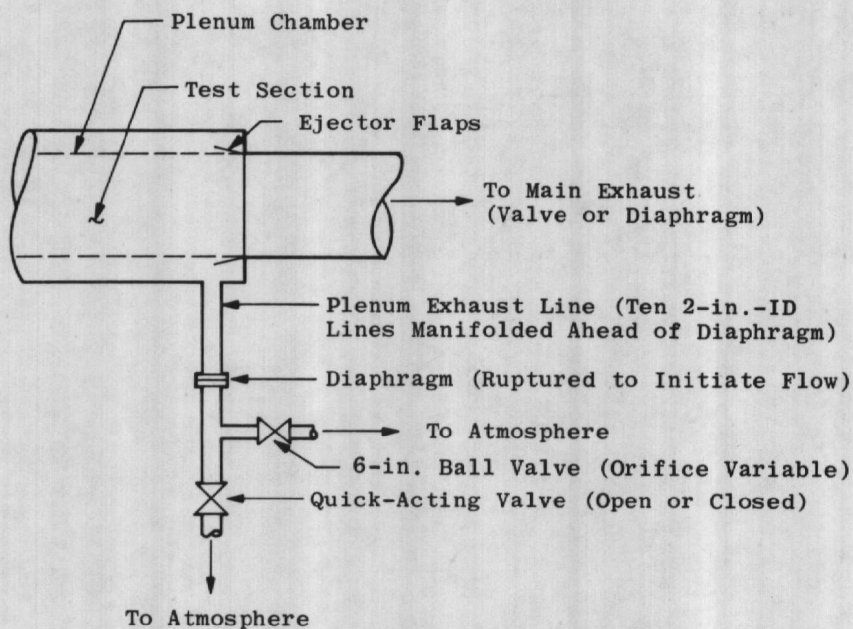 Plenum Chamber
Test Section
Ejector Flaps
To Main Exhaust
(Valve or Diaphragm)
Plenum Exhaust Line (Ten 2-in.-ID
Lines Manifolded Ahead of Diaphragm)
Diaphragm (Ruptured to Initiate Flow)
To Atmosphere
6-in. Ball Valve (Orifice Variable)
Quick-Acting Valve (Open or Closed)
To Atmosphere